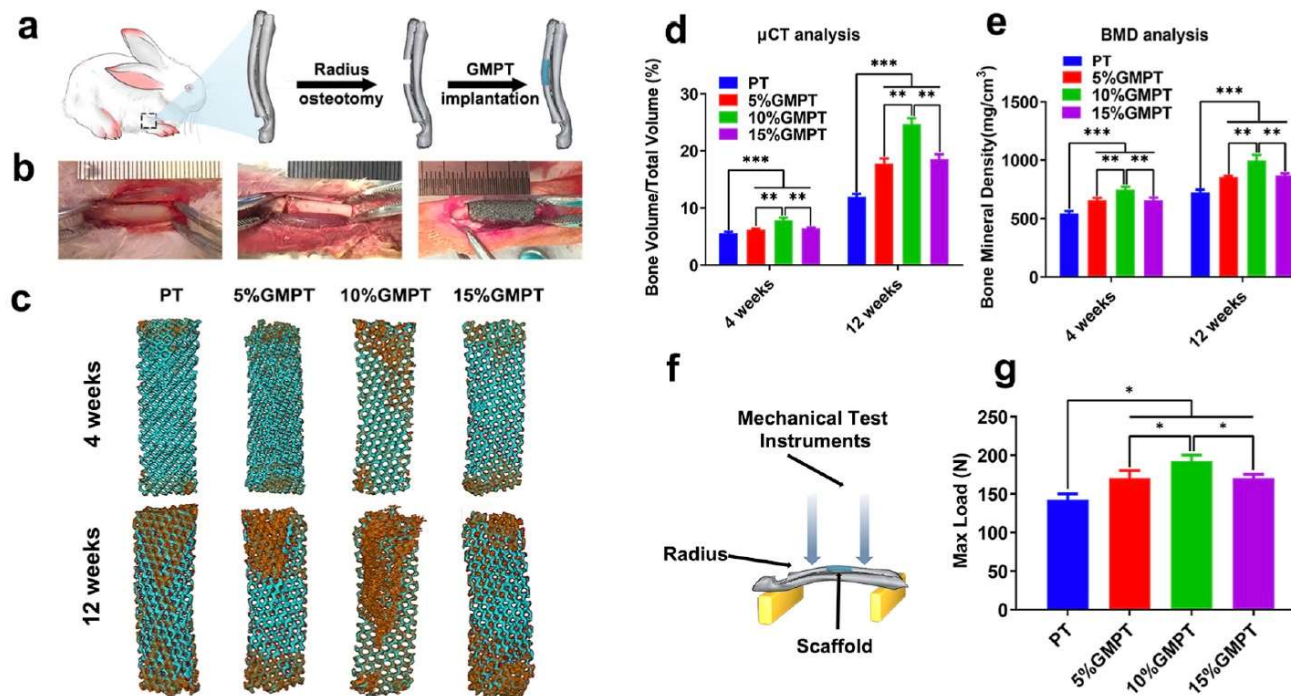 a
Radius
osteotomy
GMPT
implantation
b
c
PT
5%GMPT
10%GMPT
15%GMPT
4 weeks
12 weeks
d
μCT analysis
PT
5%GMPT
10%GMPT
15%GMPT
***
**
**
***
**
**
Bone Volume/Total Volume (%)
30
20
10
0
4 weeks
12 weeks
e
BMD analysis
PT
5%GMPT
10%GMPT
15%GMPT
***
**
**
***
**
**
Bone Mineral Density(mg/cm³)
1500
1000
500
0
4 weeks
12 weeks
f
Mechanical Test
Instruments
Radius
Scaffold
g
*
*
*
Max Load (N)
250
200
150
100
50
0
PT
5%GMPT
10%GMPT
15%GMPT